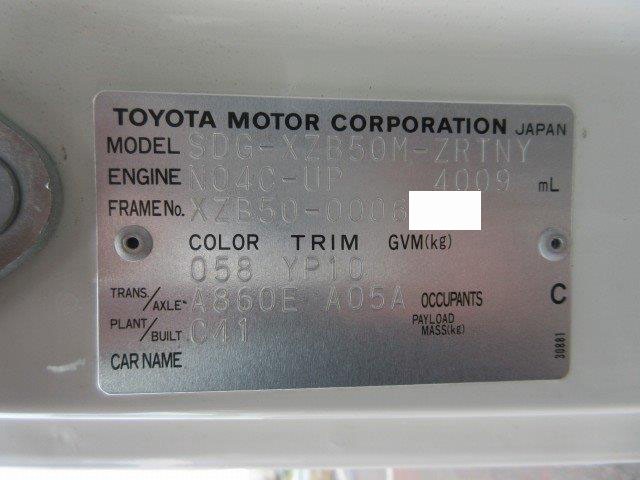 TOYOTA MOTOR CORPORATION JAPAN
MODEL SDG-XZB50M-ZRTNY
ENGINE N04C-UP 4009 mL
FRAME No. XZB50-0006
COLOR TRIM GVM(kg)
058 YP10
TRANS./AXLE A860E A05A OCCUPANTS C
PLANT/BUILT C41 PAYLOAD MASS(kg)
CAR NAME
30881